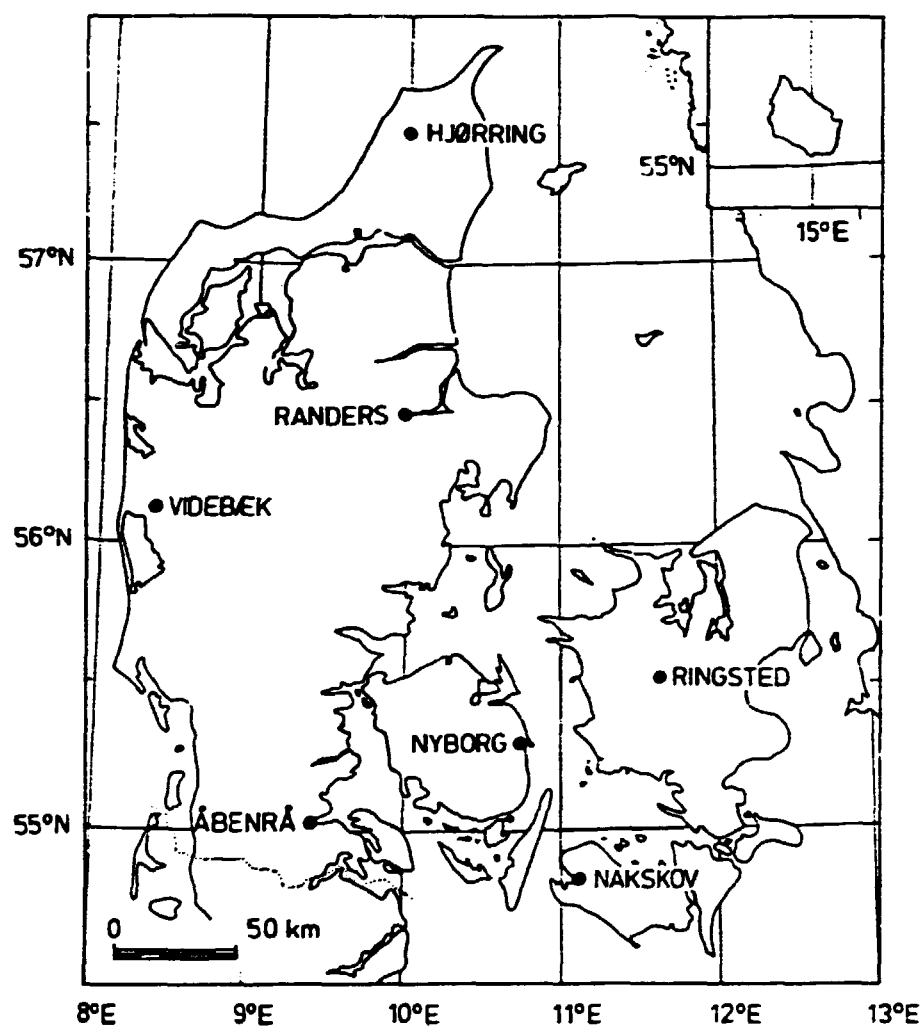 HJØRRING
55°N
15°E
57°N
RANDERS
VIDEBÆK
56°N
RINGSTED
NYBORG
55°N
ÅBENRÅ
NAKSKOV
0 50 km
8°E 9°E 10°E 11°E 12°E 13°E